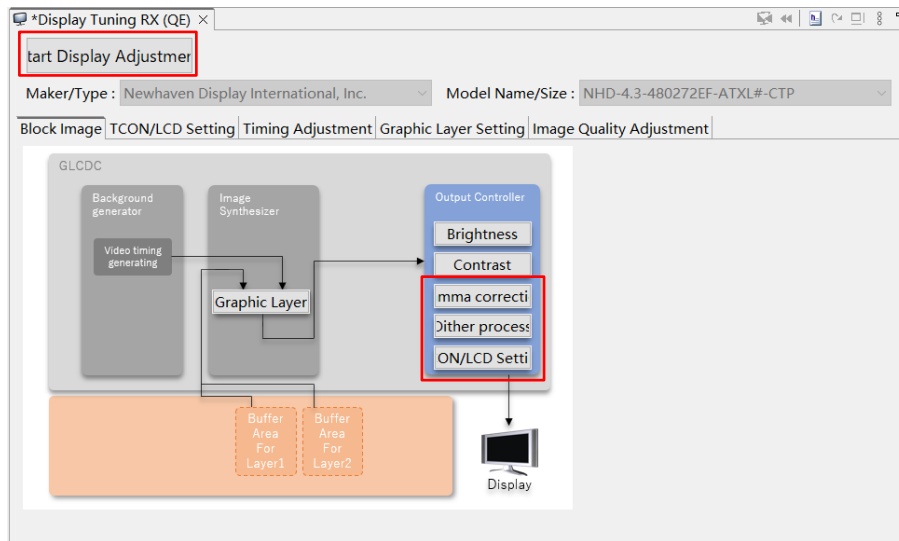 *Display Tuning RX (QE)
tart Display Adjustmer
Maker/Type : Newhaven Display International, Inc. Model Name/Size : NHD-4.3-480272EF-ATXL#-CTP
Block Image TCON/LCD Setting Timing Adjustment Graphic Layer Setting Image Quality Adjustment
GLCDC
Background
generator
Video timing
generating
Image
Synthesizer
Graphic Layer
Output Controller
Brightness
Contrast
mma correcti
Dither process
ON/LCD Setti
Buffer
Area
For
Layer1
Buffer
Area
For
Layer2
Display